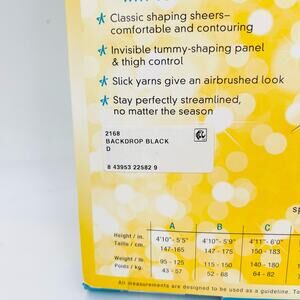 Classic shaping sheers–
comfortable and contouring
Invisible tummy-shaping panel
& thigh control
Slick yarns give an airbrushed look
Stay perfectly streamlined,
no matter the season
2168
BACKDROP BLACK
D
8 43953 22582 9
A B C
Height / in. 4'10"- 5'5" 4'10"- 5'9" 4'11"- 6'0"
Taille / cm. 147-165 147-175 150-183
Weight / lb. 95 - 125 115 - 150 140 - 180
Poids / kg. 43 - 57 52 - 68 64 - 82
All measurements are designed to be used as a guideline.